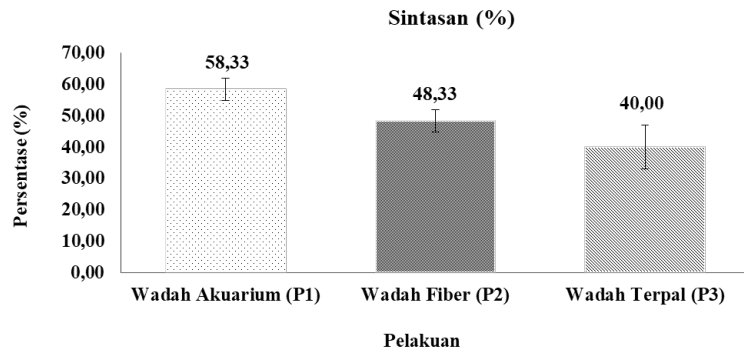 Sintasan (%)
70,00
60,00
50,00
40,00
30,00
20,00
10,00
0,00
Persentase (%)
58,33
48,33
40,00
Wadah Akuarium (P1)
Wadah Fiber (P2)
Wadah Terpal (P3)
Pelakuan